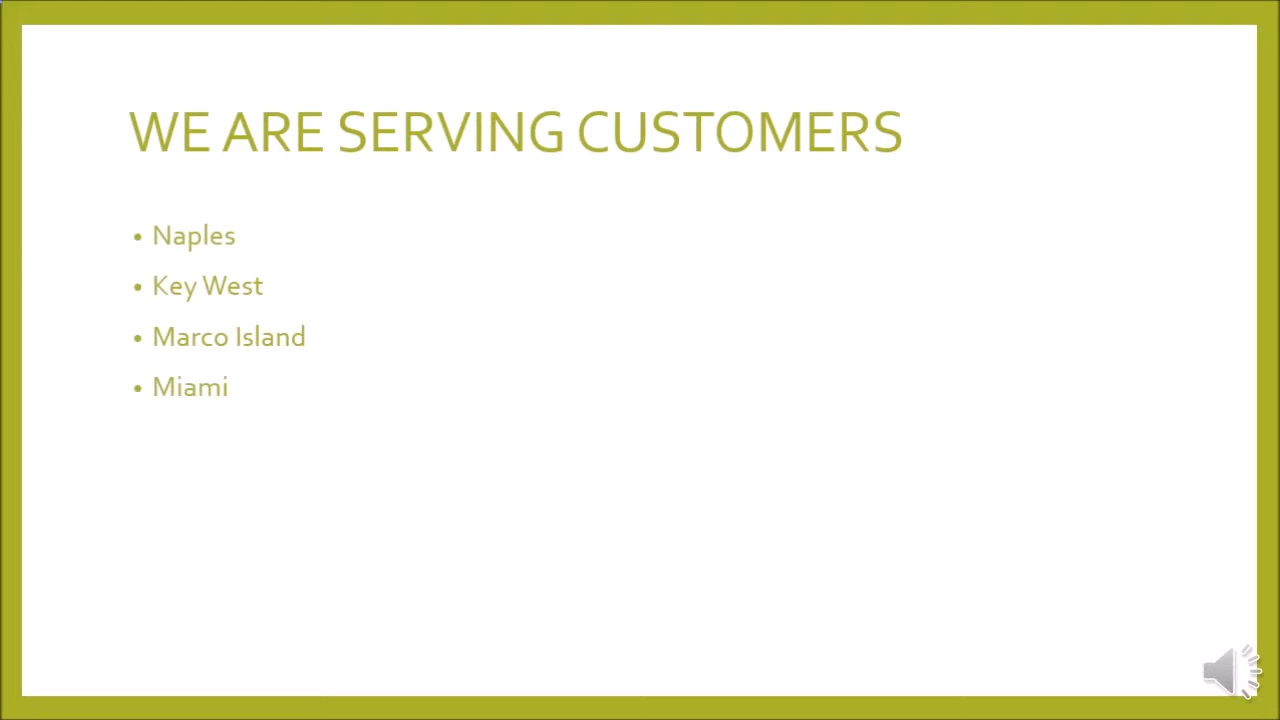 WE ARE SERVING CUSTOMERS
• Naples
• Key West
• Marco Island
• Miami